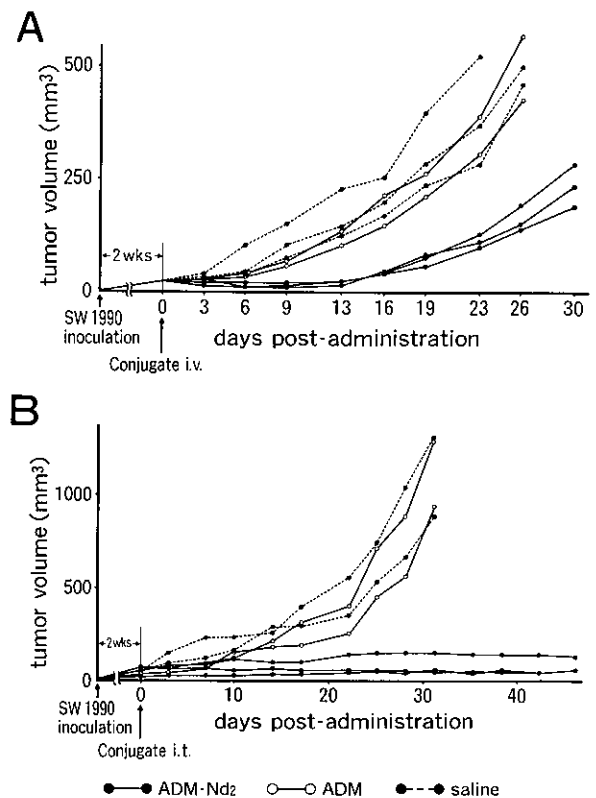 A
tumor volume (mm³)
500
250
0
2 wks
0 3 6 9 13 16 19 23 26 30
SW 1990
inoculation
days post-administration
Conjugate i.v.
B
tumor volume (mm³)
1000
500
0
2wks
0 10 20 30 40
SW 1990
inoculation
days post-administration
Conjugate i.t.
ADM-Nd₂ ADM saline